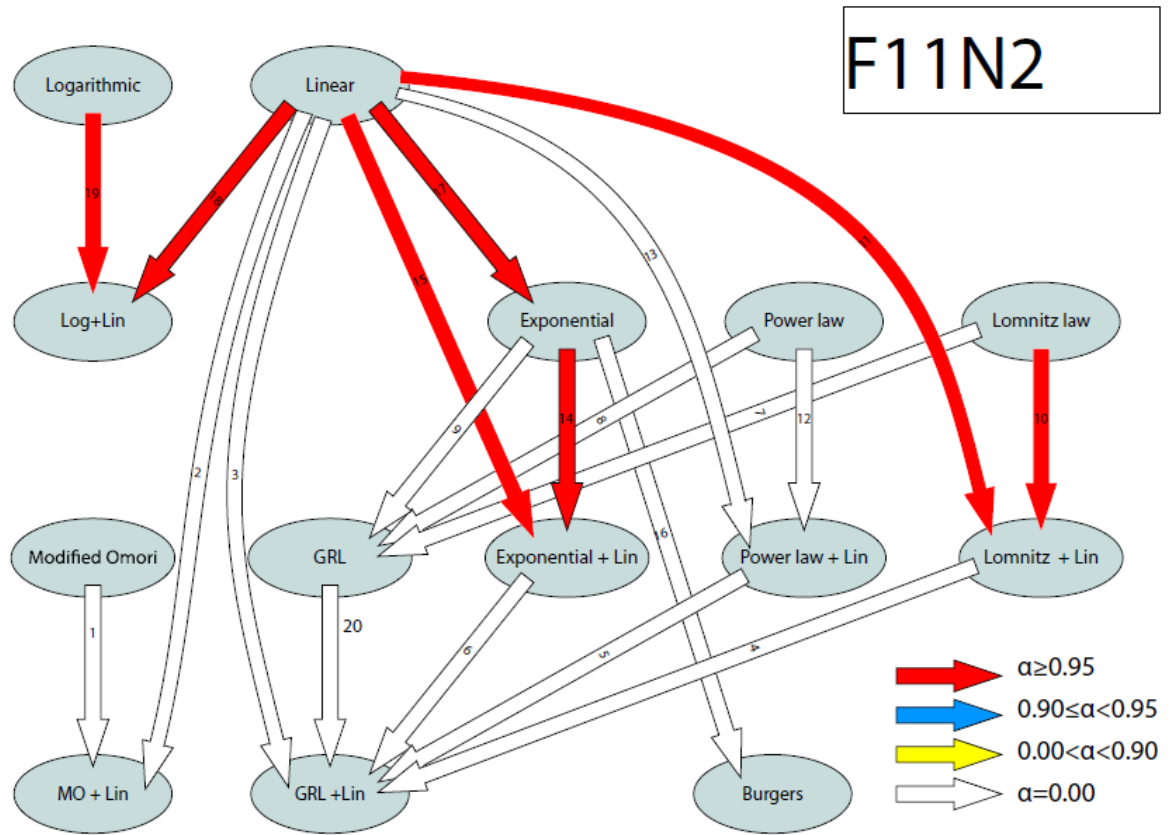 F11N2
Logarithmic
Linear
19
18
17
11
13
15
Log+Lin
Exponential
Power law
Lomnitz law
9
14
8
12
7
10
2
3
16
Modified Omori
GRL
Exponential + Lin
Power law + Lin
Lomnitz + Lin
1
20
6
5
4
α≥0.95
0.90≤α<0.95
0.00<α<0.90
α=0.00
MO + Lin
GRL +Lin
Burgers